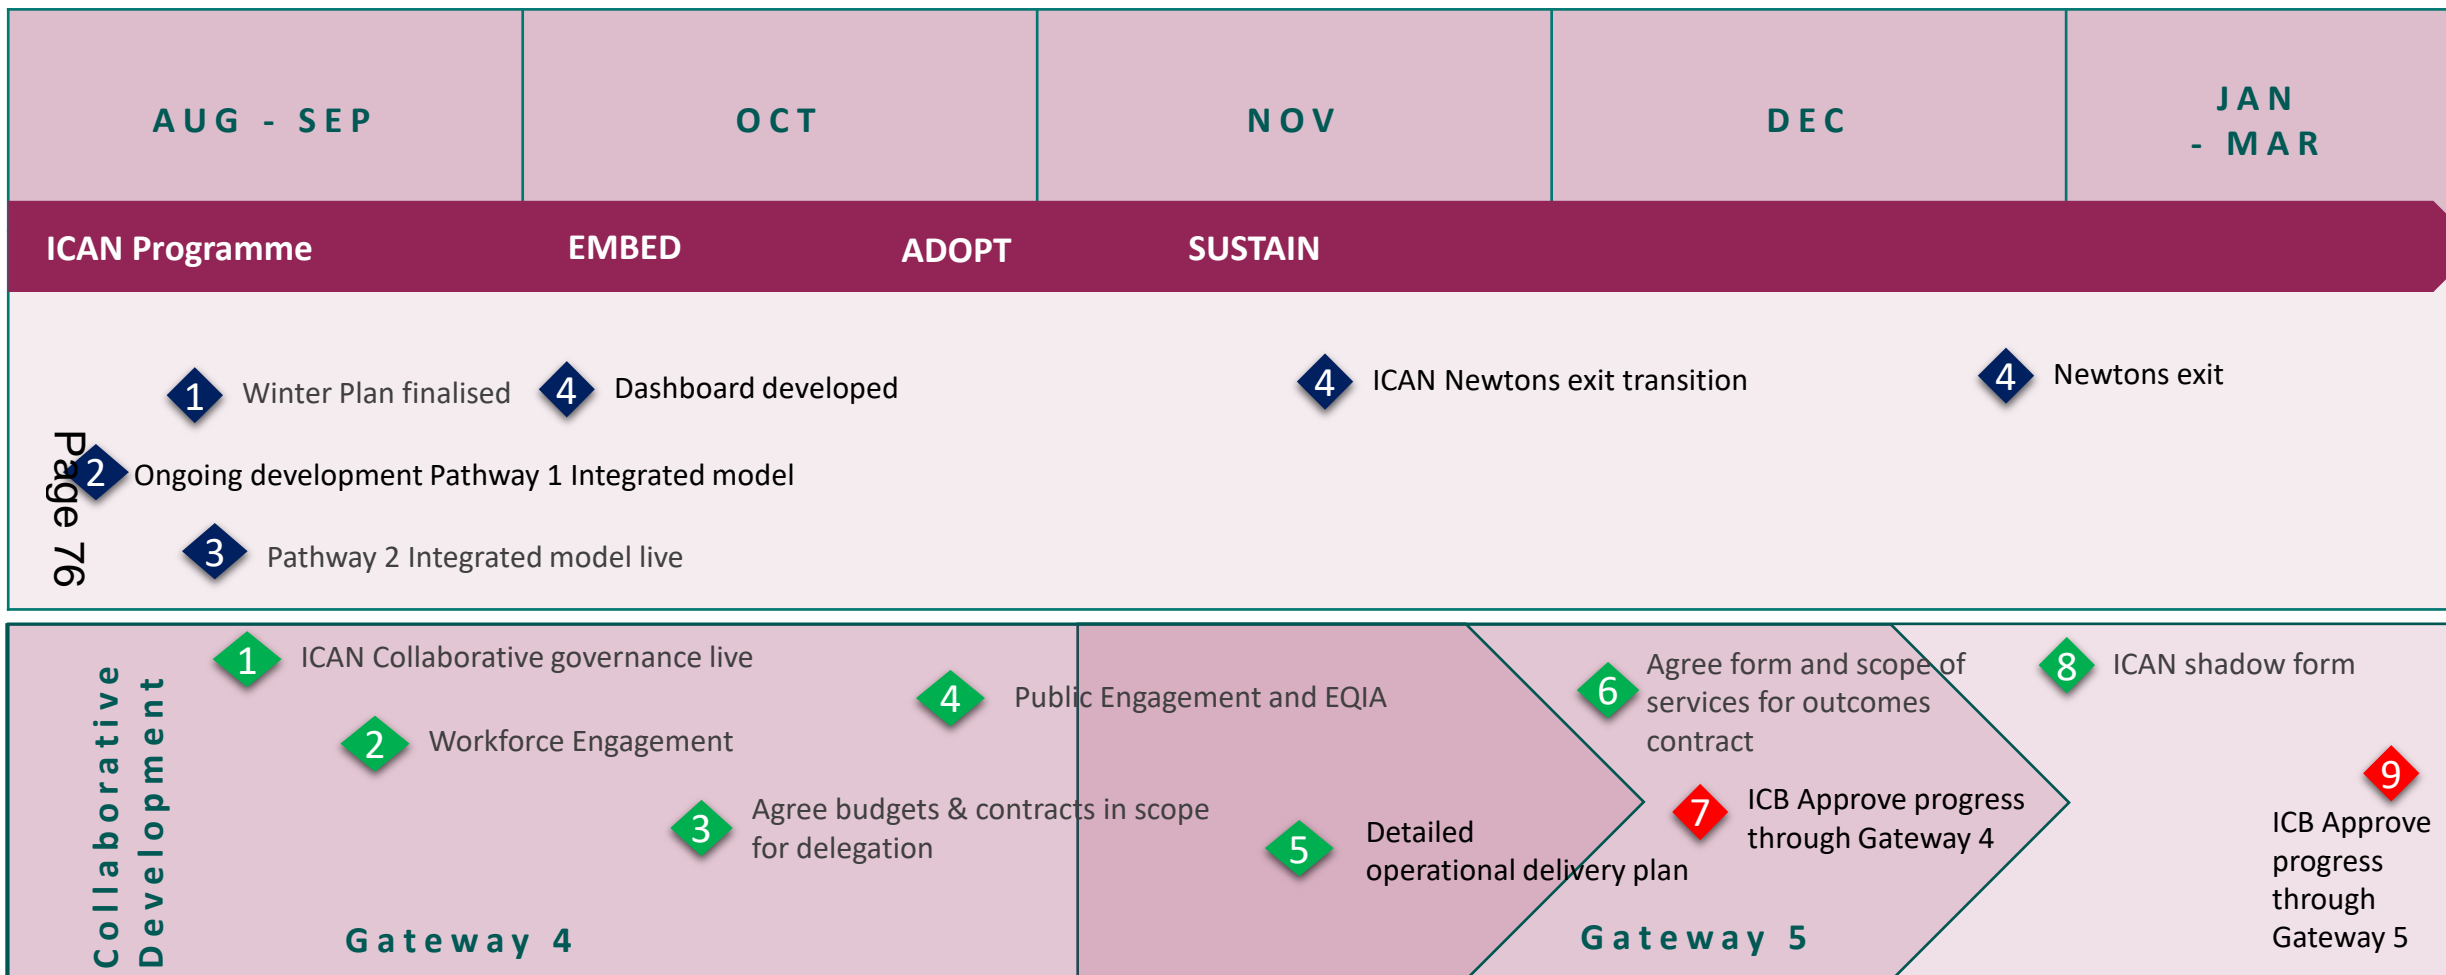 AUG - SEP
OCT
NOV
DEC
JAN
- MAR
ICAN Programme
EMBED
ADOPT
SUSTAIN
1
Winter Plan finalised
4
Dashboard developed
4
ICAN Newtons exit transition
4
Newtons exit
2
Ongoing development Pathway 1 Integrated model
3
Pathway 2 Integrated model live
Page 76
Collaborative
Development
1
ICAN Collaborative governance live
2
Workforce Engagement
3
Agree budgets & contracts in scope
for delegation
4
Public Engagement and EQIA
5
Detailed
operational delivery plan
6
Agree form and scope of
services for outcomes
contract
7
ICB Approve progress
through Gateway 4
8
ICAN shadow form
9
ICB Approve
progress
through
Gateway 5
Gateway 4
Gateway 5